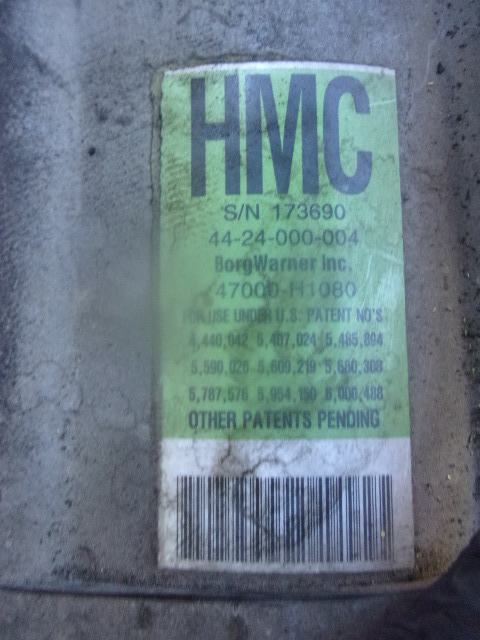 HMC
S/N 173690
44-24-000-004
BorgWarner Inc.
47000-H1080
FOR USE UNDER U.S. PATENT NO'S
4,440,042 5,407,024 5,485,894
5,590,026 5,609,219 5,680,308
5,787,576 5,954,150 6,000,488
OTHER PATENTS PENDING